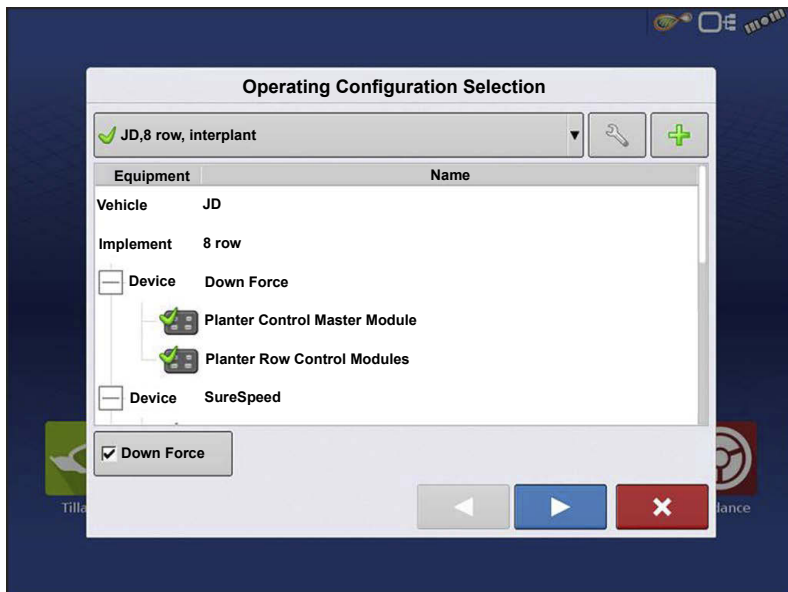 Operating Configuration Selection
JD,8 row, interplant
Equipment Name
Vehicle JD
Implement 8 row
Device Down Force
Planter Control Master Module
Planter Row Control Modules
Device SureSpeed
Down Force